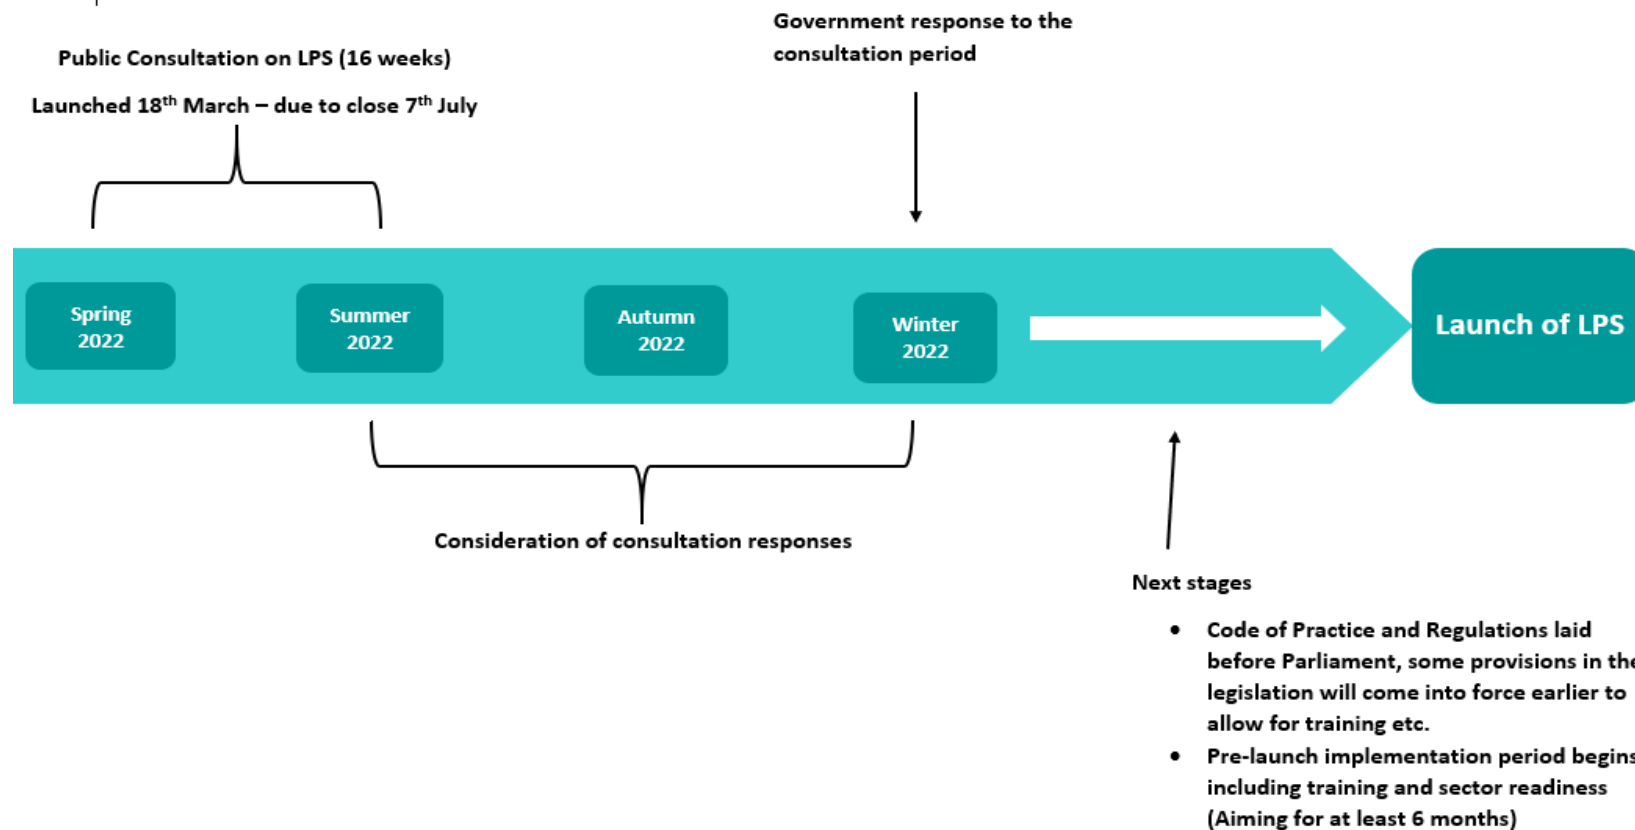 Public Consultation on LPS (16 weeks)
Launched 18th March – due to close 7th July
Government response to the
consultation period
Spring
2022
Summer
2022
Autumn
2022
Winter
2022
Launch of LPS
Consideration of consultation responses
Next stages
• Code of Practice and Regulations laid
before Parliament, some provisions in the
legislation will come into force earlier to
allow for training etc.
• Pre-launch implementation period begins
including training and sector readiness
(Aiming for at least 6 months)